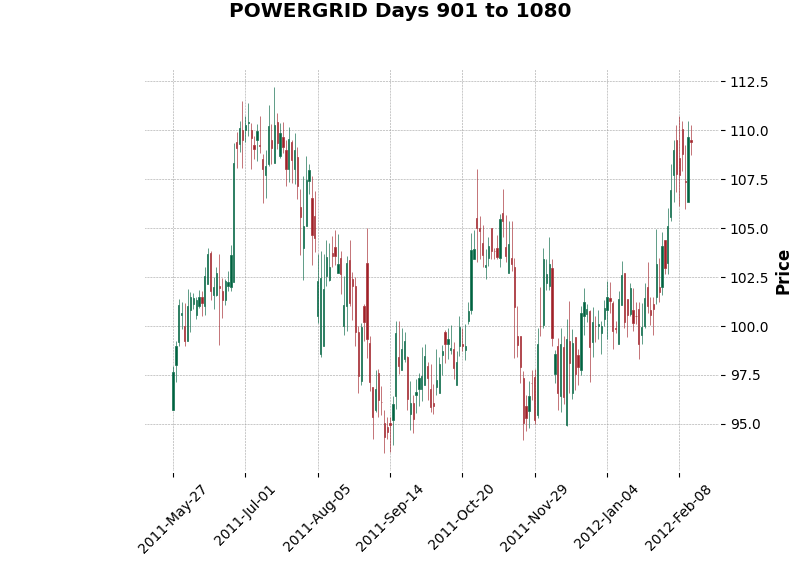 POWERGRID Days 901 to 1080
112.5
110.0
107.5
105.0
102.5
100.0
97.5
95.0
Price
2011-May-27
2011-Jul-01
2011-Aug-05
2011-Sep-14
2011-Oct-20
2011-Nov-29
2012-Jan-04
2012-Feb-08